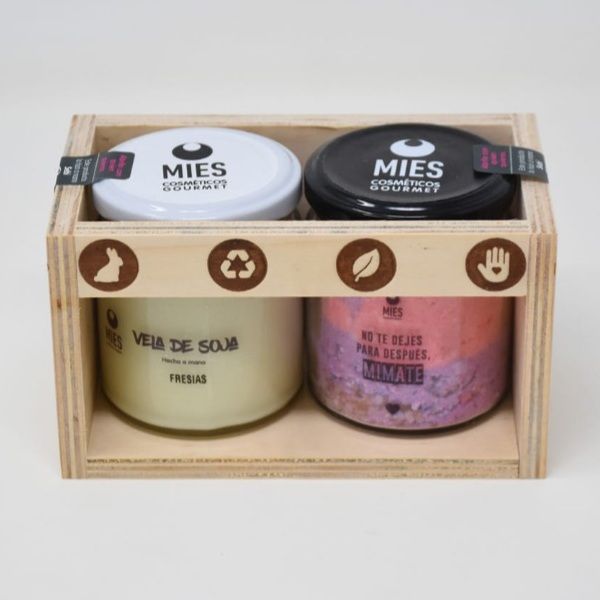 MIES
COSMÉTICOS
GOURMET
MIES
COSMÉTICOS
GOURMET
MIES
VELA DE SOJA
Hecho a mano
FRESIAS
MIES
NO TE DEJES
PARA DESPUÉS,
MÍMATE